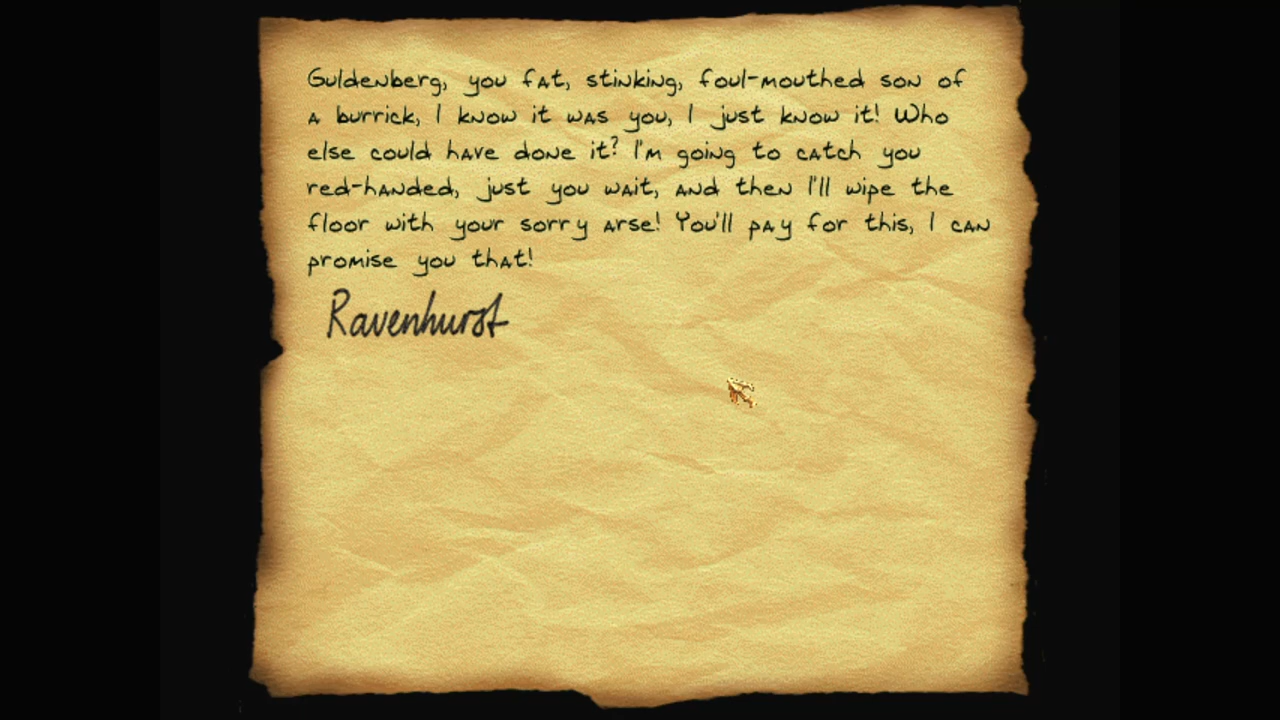 Guldenberg, you fat, stinking, foul-mouthed son of
a burrick, I know it was you, I just know it! Who
else could have done it? I'm going to catch you
red-handed, just you wait, and then I'll wipe the
floor with your sorry arse! You'll pay for this, I can
promise you that!
Ravenhurst